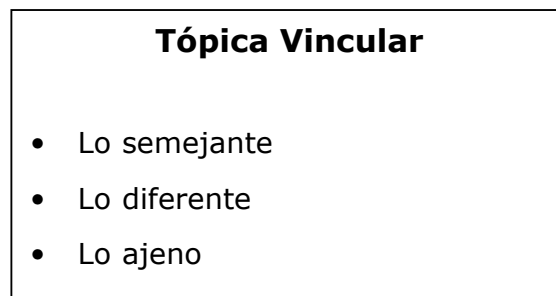 Tópica Vincular
• Lo semejante
• Lo diferente
• Lo ajeno